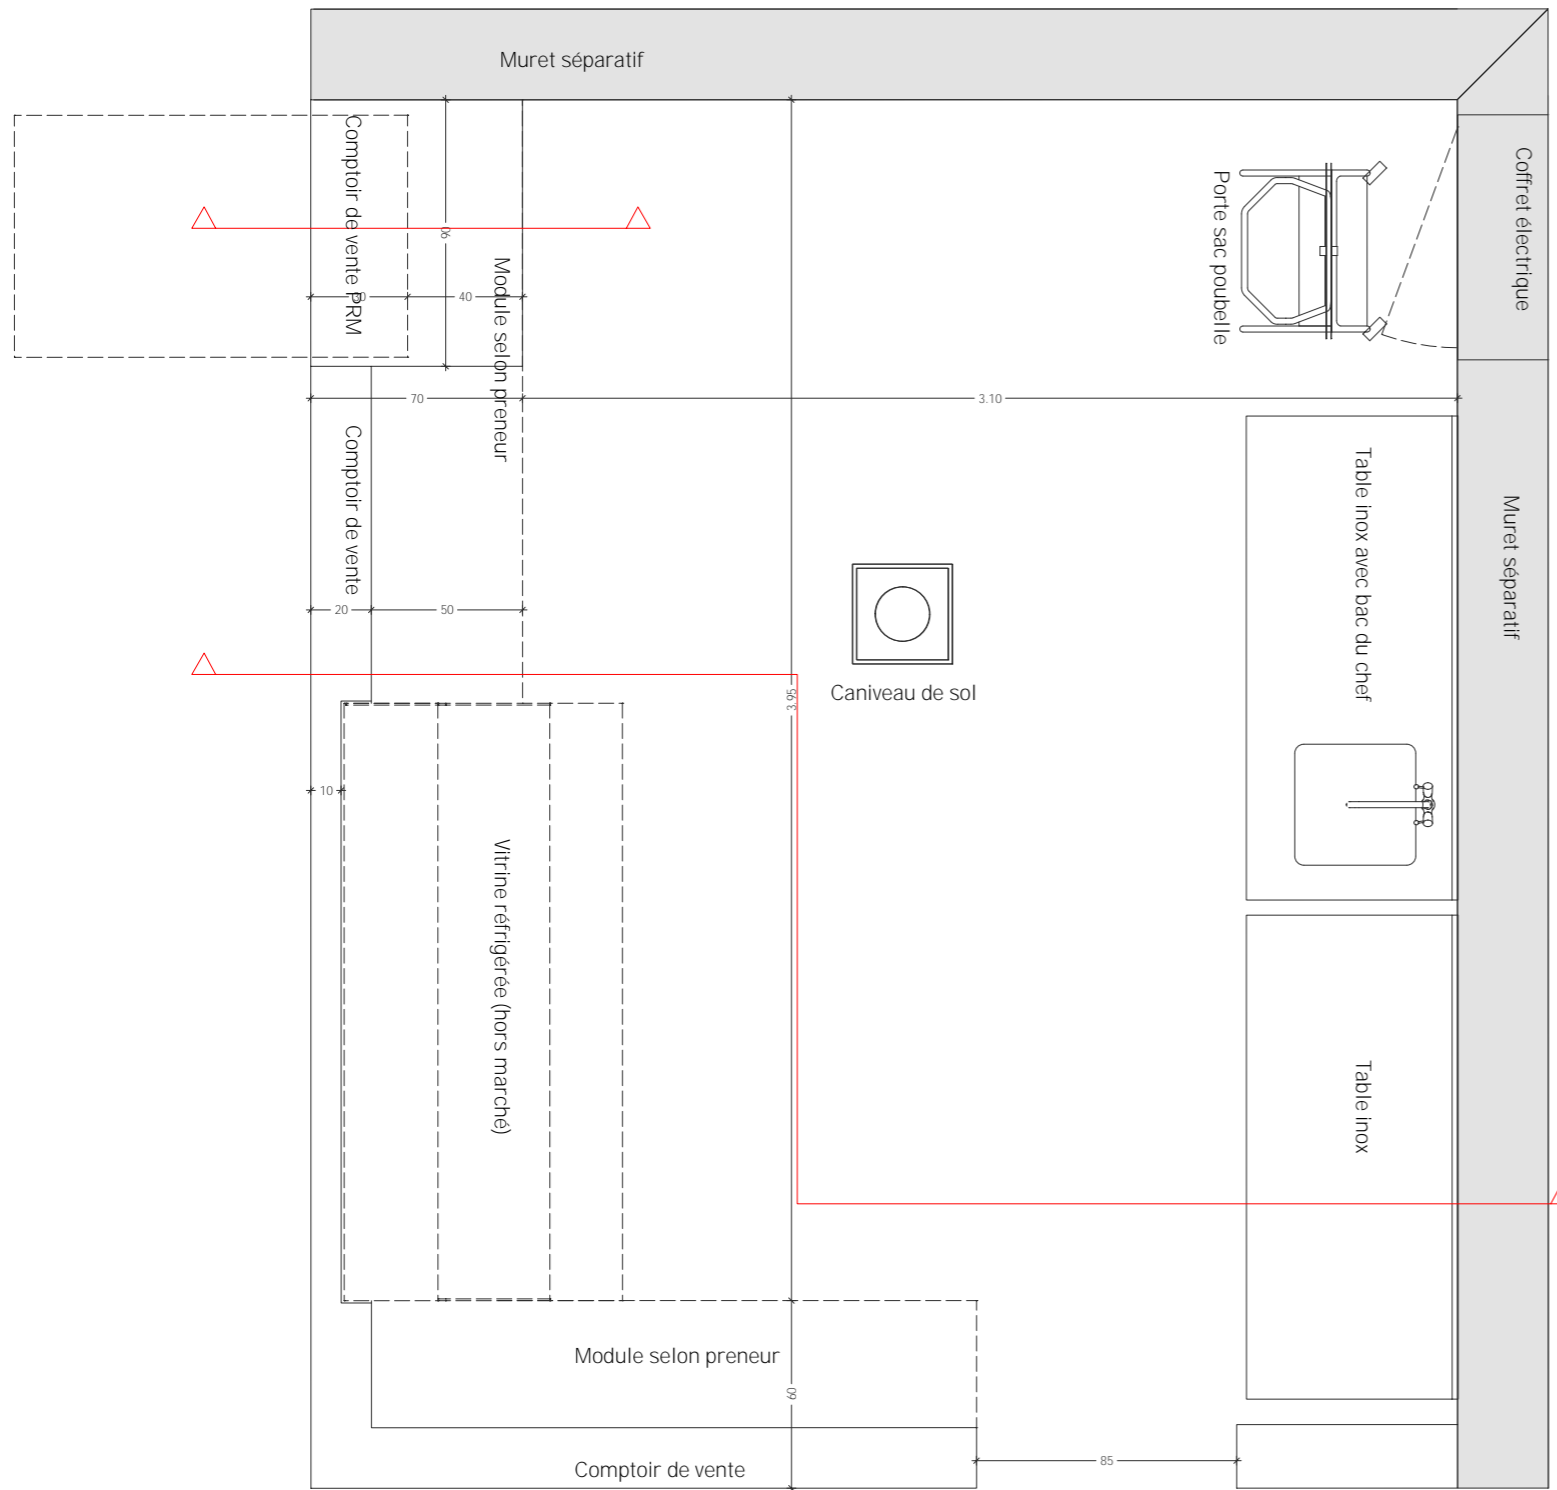 Muret séparatif
Comptoir de vente PRM
Coffret électrique
Porte sac poubelle
90
30
40
Module selon preneur
70
3.10
Comptoir de vente
Table inox avec bac du chef
Muret séparatif
20
50
Caniveau de sol
3.95
10
Vitrine réfrigérée (hors marché)
Table inox
Module selon preneur
60
Comptoir de vente
85